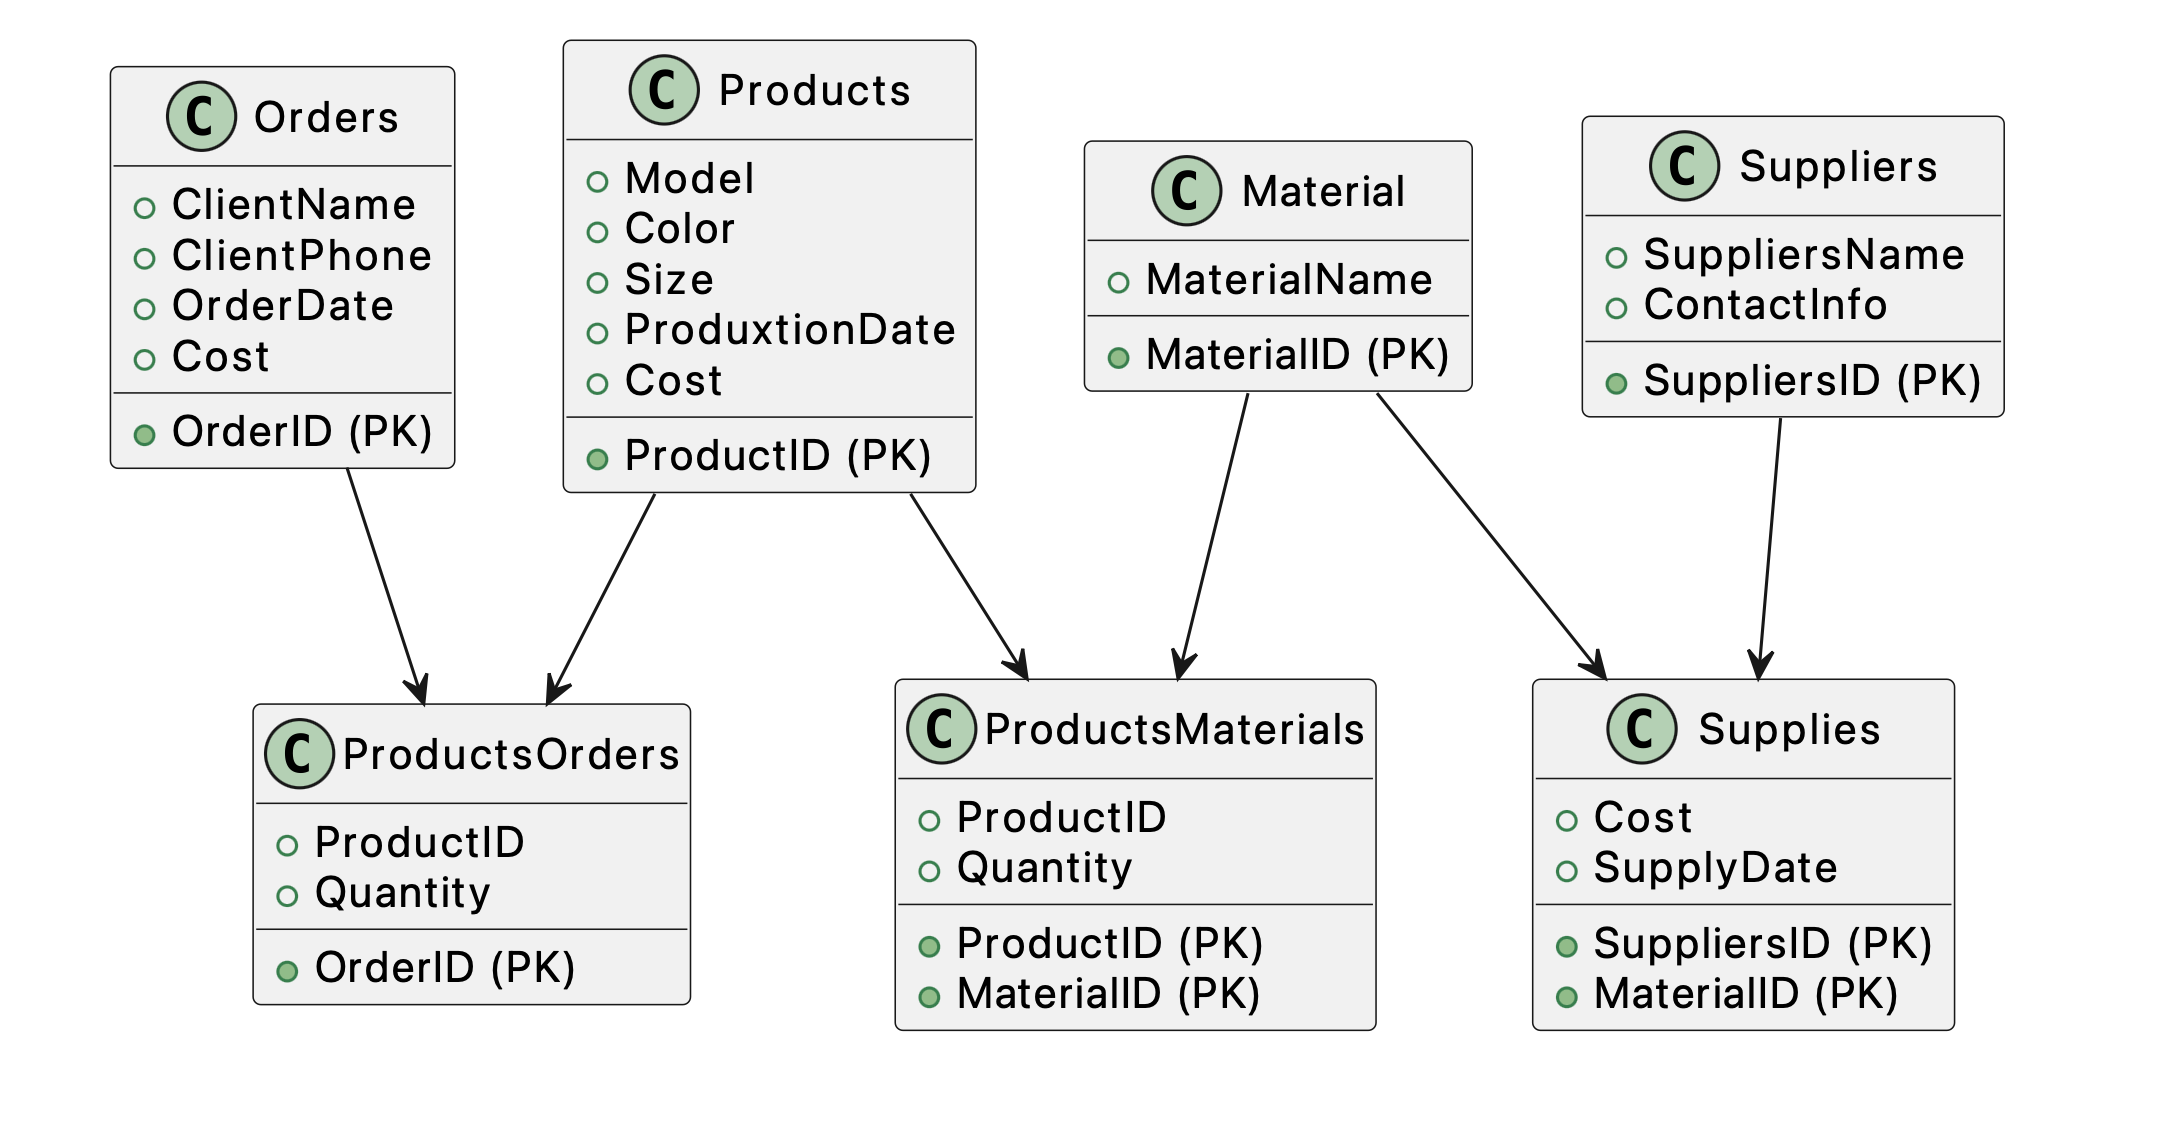 C Orders
ClientName
ClientPhone
OrderDate
Cost
OrderID (PK)
C Products
Model
Color
Size
ProduxtionDate
Cost
ProductID (PK)
C Material
MaterialName
MaterialID (PK)
C Suppliers
SuppliersName
ContactInfo
SuppliersID (PK)
C ProductsOrders
ProductID
Quantity
OrderID (PK)
C ProductsMaterials
ProductID
Quantity
ProductID (PK)
MaterialID (PK)
C Supplies
Cost
SupplyDate
SuppliersID (PK)
MaterialID (PK)